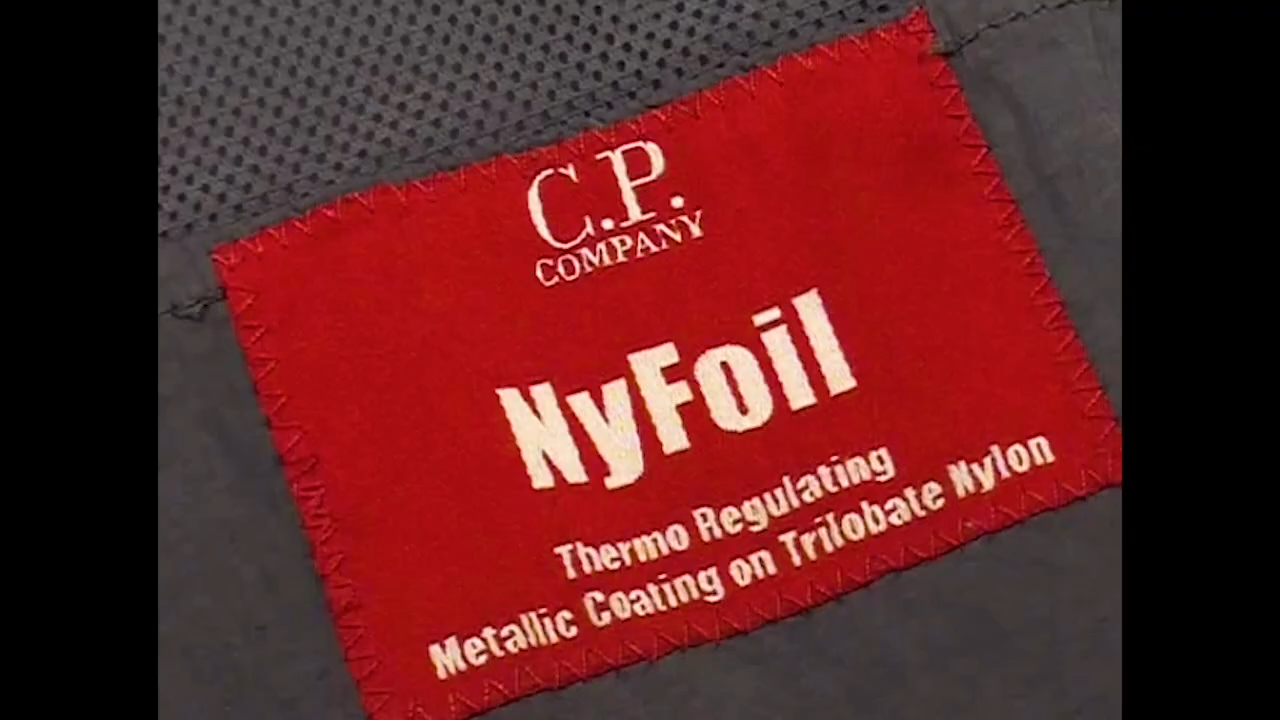 C.P.
COMPANY
NyFoil
Thermo Regulating
Metallic Coating on Trilobate Nylon